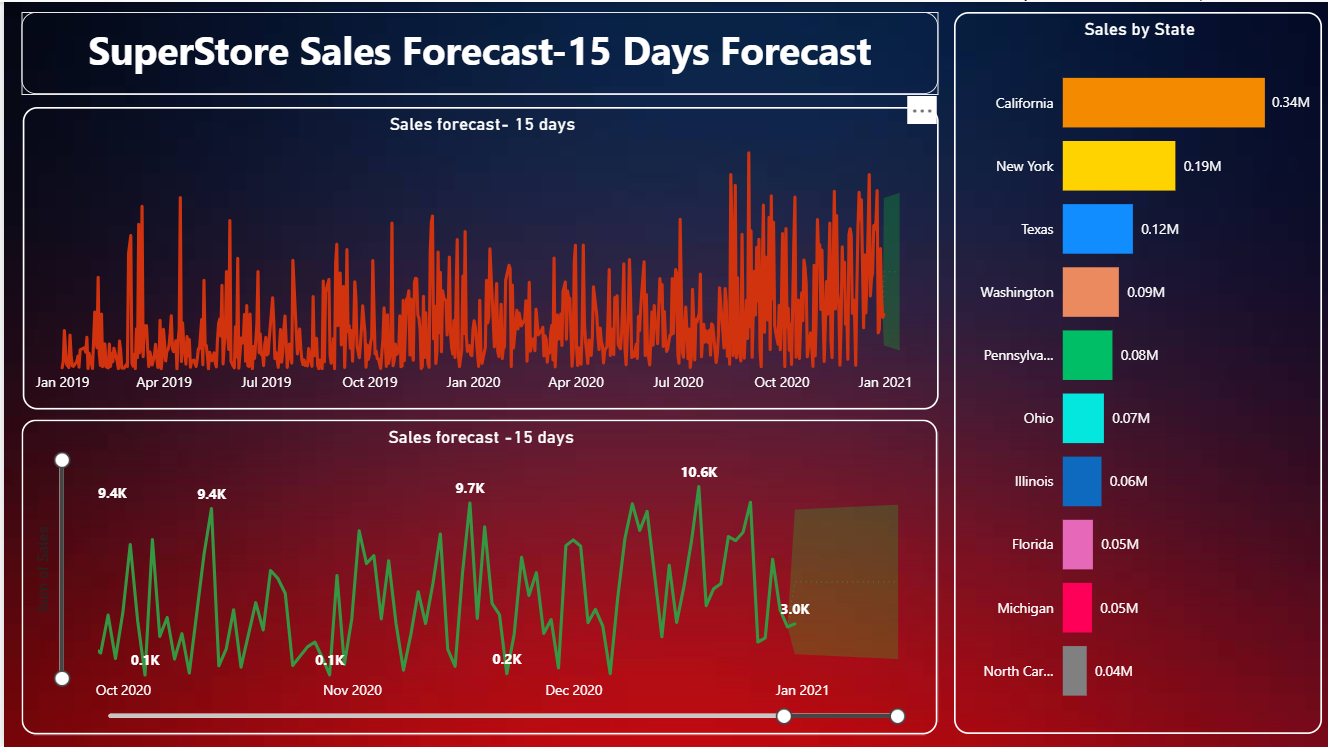 SuperStore Sales Forecast-15 Days Forecast
Sales forecast- 15 days
Jan 2019 Apr 2019 Jul 2019 Oct 2019 Jan 2020 Apr 2020 Jul 2020 Oct 2020 Jan 2021
Sales forecast -15 days
Sum of Sales
9.4K 9.4K 9.7K 10.6K
3.0K
0.1K 0.1K 0.2K
Oct 2020 Nov 2020 Dec 2020 Jan 2021
Sales by State
California 0.34M
New York 0.19M
Texas 0.12M
Washington 0.09M
Pennsylva... 0.08M
Ohio 0.07M
Illinois 0.06M
Florida 0.05M
Michigan 0.05M
North Car... 0.04M